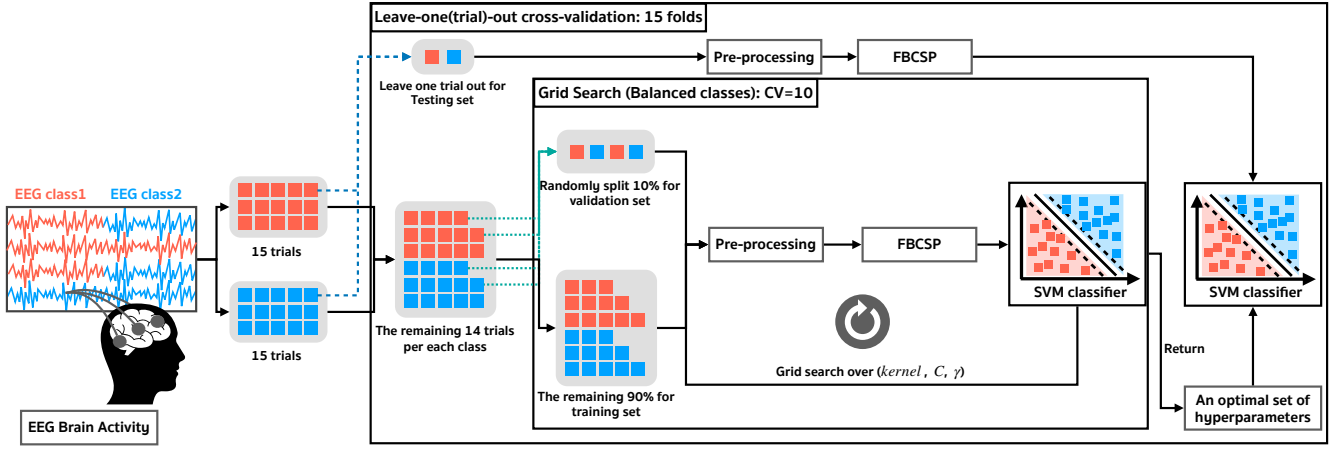 Leave-one(trial)-out cross-validation: 15 folds
Leave one trial out for
Testing set
Pre-processing
FBCSP
Grid Search (Balanced classes): CV=10
Randomly split 10% for
validation set
EEG class1
EEG class2
15 trials
15 trials
The remaining 14 trials
per each class
The remaining 90% for
training set
Pre-processing
FBCSP
Grid search over (kernel , C, γ)
SVM classifier
SVM classifier
Return
An optimal set of
hyperparameters
EEG Brain Activity